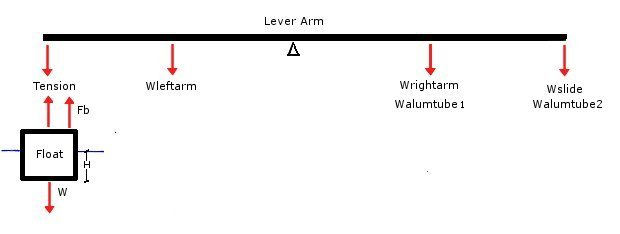 Lever Arm
Tension
Wleftarm
Wrightarm
Walumtube1
Wslide
Walumtube2
Fb
Float
H
W